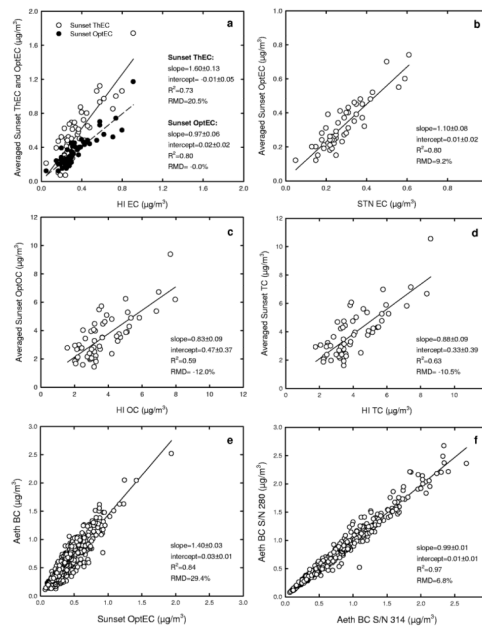 a
Sunset ThEC
Sunset OptEC
Averaged Sunset ThEC and OptEC (µg/m³)
2.0
1.6
1.2
0.8
0.4
0.0
Sunset ThEC:
slope=1.60±0.13
intercept= -0.01±0.05
R²=0.73
RMD=20.5%
Sunset OptEC:
slope=0.97±0.06
intercept=0.02±0.02
R²=0.80
RMD= -0.0%
0.0 0.4 0.8 1.2 1.6 2.0
HI EC (µg/m³)
b
Averaged Sunset OptEC (µg/m³)
1.0
0.8
0.6
0.4
0.2
0.0
slope=1.10±0.08
intercept=0.01±0.02
R²=0.80
RMD=9.2%
0.0 0.2 0.4 0.6 0.8
STN EC (µg/m³)
c
Averaged Sunset OptOC (µg/m³)
12
10
8
6
4
2
0
slope=0.83±0.09
intercept=0.47±0.37
R²=0.59
RMD= -12.0%
0 2 4 6 8 10 12
HI OC (µg/m³)
d
Averaged Sunset TC (µg/m³)
12
10
8
6
4
2
0
slope=0.88±0.09
intercept=0.33±0.39
R²=0.63
RMD= -10.5%
0 2 4 6 8 10
HI TC (µg/m³)
e
Aeth BC (µg/m³)
3.0
2.5
2.0
1.5
1.0
0.5
0.0
slope=1.40±0.03
intercept=0.03±0.01
R²=0.84
RMD=29.4%
0.0 0.5 1.0 1.5 2.0 2.5 3.0
Sunset OptEC (µg/m³)
f
Aeth BC S/N 280 (µg/m³)
3.0
2.5
2.0
1.5
1.0
0.5
0.0
slope=0.99±0.01
intercept=0.01±0.01
R²=0.97
RMD=6.8%
0.0 0.5 1.0 1.5 2.0 2.5
Aeth BC S/N 314 (µg/m³)